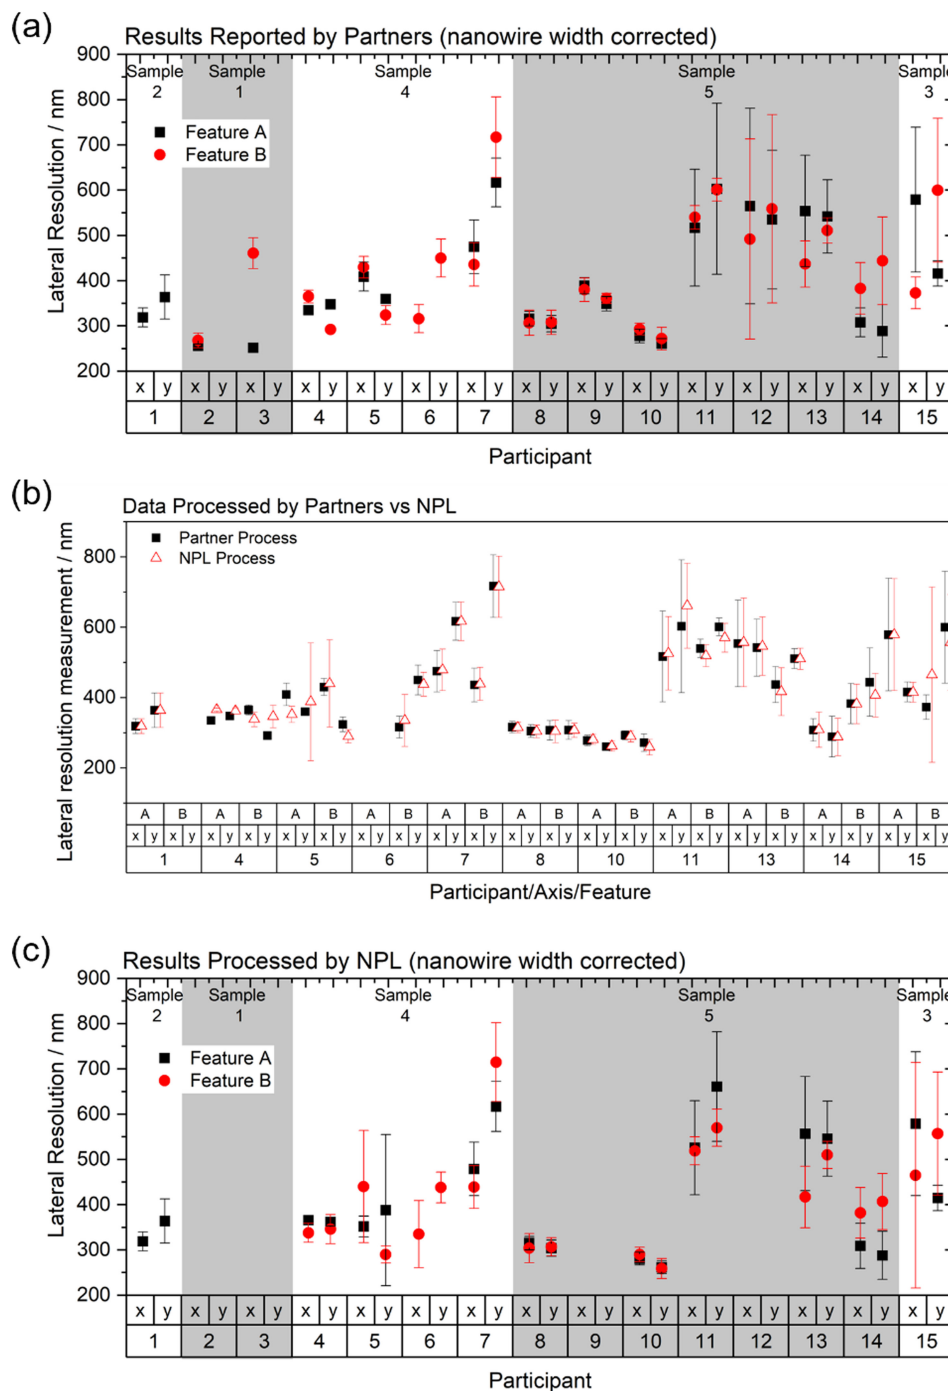 (a)
Results Reported by Partners (nanowire width corrected)
900
800
700
600
500
400
300
200
Lateral Resolution / nm
Sample
2
Sample
1
Sample
4
Sample
5
Sample
3
Feature A
Feature B
x y x y x y x y x y x y x y x y x y x y x y x y x y x y x y
1 2 3 4 5 6 7 8 9 10 11 12 13 14 15
Participant
(b)
Data Processed by Partners vs NPL
800
600
400
200
Lateral resolution measurement / nm
Partner Process
NPL Process
A B A B A B A B A B A B A B A B A B A B A B
x y x y x y x y x y x y x y x y x y x y x y x y x y x y x y x y x y x y x y x y x y x y
1 4 5 6 7 8 10 11 13 14 15
Participant/Axis/Feature
(c)
Results Processed by NPL (nanowire width corrected)
900
800
700
600
500
400
300
200
Lateral Resolution / nm
Sample
2
Sample
1
Sample
4
Sample
5
Sample
3
Feature A
Feature B
x y x y x y x y x y x y x y x y x y x y x y x y x y x y x y
1 2 3 4 5 6 7 8 9 10 11 12 13 14 15
Participant